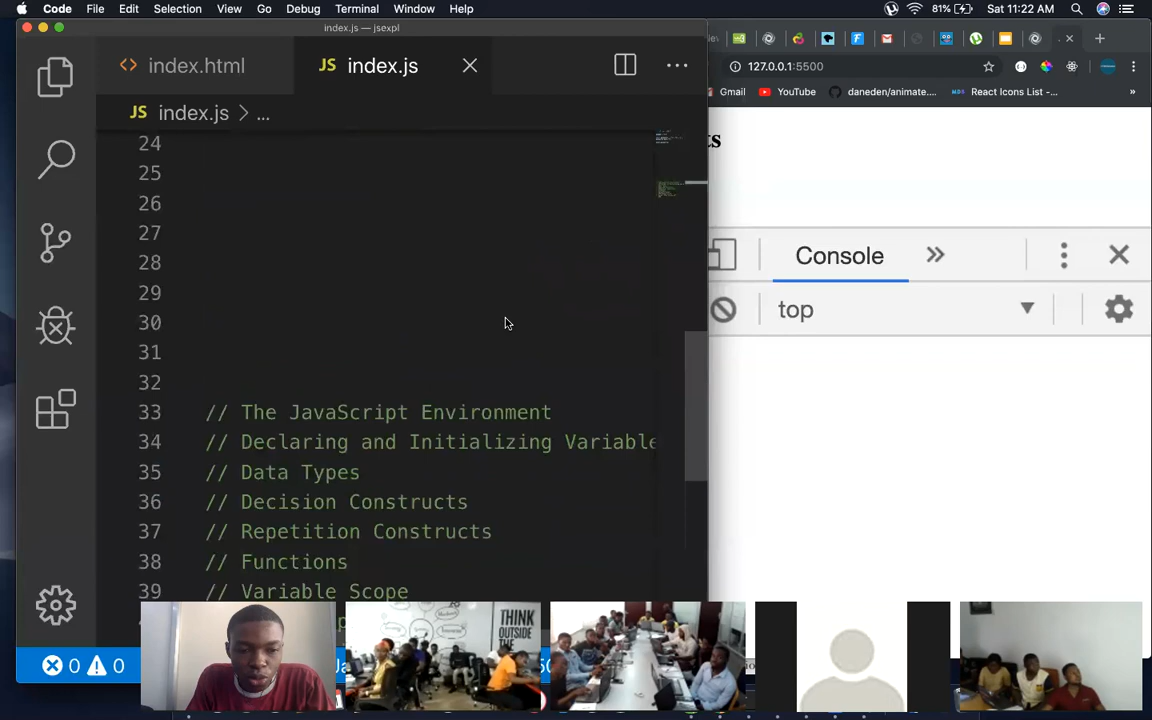 Code File Edit Selection View Go Debug Terminal Window Help 81% Sat 11:22 AM
index.js — jsexpl
index.html JS index.js
127.0.0.1:5500
JS index.js > ...
Gmail YouTube daneden/animate.... React Icons List -... »
24
25
26
27
28
29
30
31
32
33 // The JavaScript Environment
34 // Declaring and Initializing Variable
35 // Data Types
36 // Decision Constructs
37 // Repetition Constructs
38 // Functions
39 // Variable Scope
Console »
top
0 0
THINK
OUTSIDE
THE